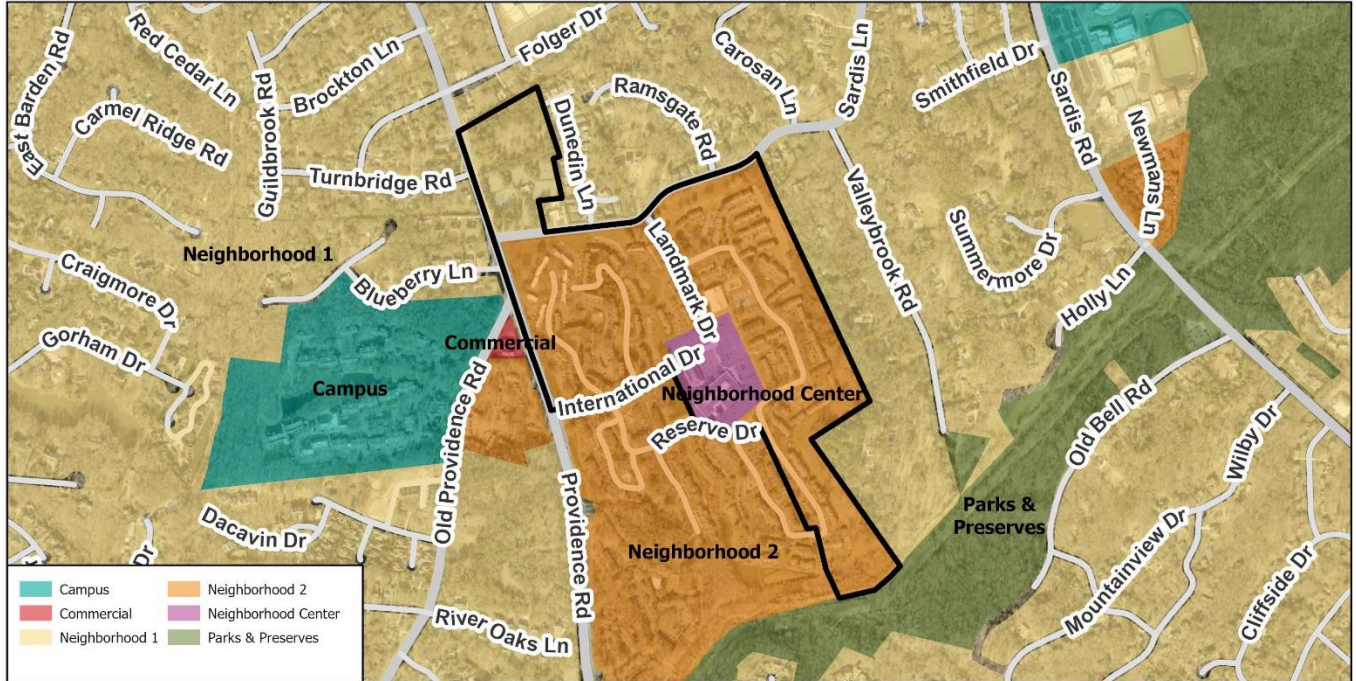 East Barden Rd
Red Cedar Ln
Brockton Ln
Folger Dr
Carosan Ln
Sardis Ln
Smithfield Dr
Sardis Rd
Carmel Ridge Rd
Guildbrook Rd
Turnbridge Rd
Dunedin Ln
Ramsgate Rd
Newmans Ln
Valleybrook Rd
Summermore Dr
Neighborhood 1
Landmark Dr
Craigmore Dr
Blueberry Ln
Holly Ln
Gorham Dr
Commercial
Campus
International Dr
Neighborhood Center
Old Providence Rd
Reserve Dr
Old Bell Rd
Wilby Dr
Parks &
Preserves
Dacavin Dr
Providence Rd
Neighborhood 2
Dr
Mountainview Dr
Cliffside Dr
River Oaks Ln
Campus
Commercial
Neighborhood 1
Neighborhood 2
Neighborhood Center
Parks & Preserves